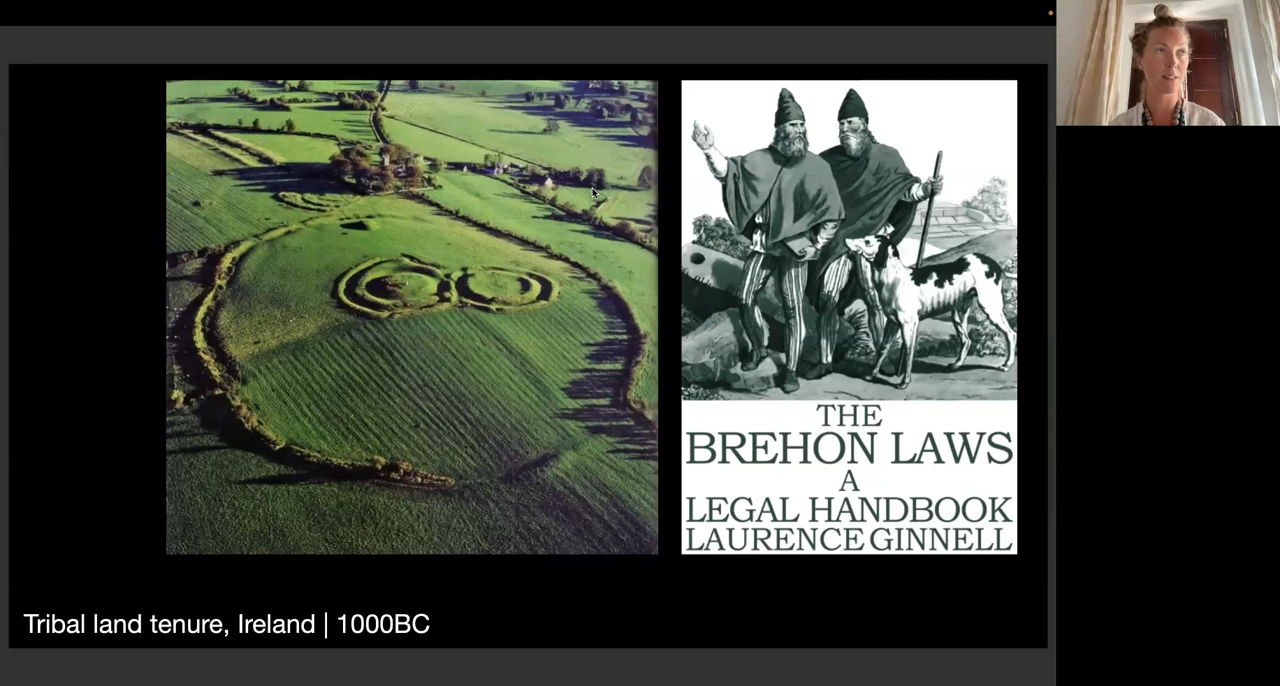 THE
BREHON LAWS
A
LEGAL HANDBOOK
LAURENCE GINNELL
Tribal land tenure, Ireland | 1000BC